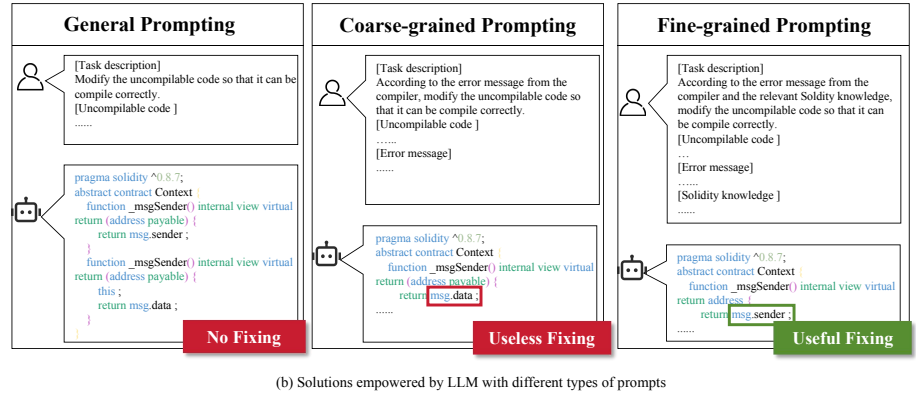 General Prompting
[Task description]
Modify the uncompilable code so that it can be
compile correctly.
[Uncompilable code ]
......
pragma solidity ^0.8.7;
abstract contract Context {
function _msgSender() internal view virtual
return (address payable) {
return msg.sender ;
}
function _msgSender() internal view virtual
return (address payable) {
this ;
return msg.data ;
}
}
No Fixing
Coarse-grained Prompting
[Task description]
According to the error message from the
compiler, modify the uncompilable code so
that it can be compile correctly.
[Uncompilable code ]
…...
[Error message]
......
pragma solidity ^0.8.7;
abstract contract Context {
function _msgSender() internal view virtual
return (address payable) {
return msg.data ;
......
Useless Fixing
Fine-grained Prompting
[Task description]
According to the error message from the
compiler and the relevant Soldity knowledge,
modify the uncompilable code so that it can
be compile correctly.
[Uncompilable code ]
…
[Error message]
…...
[Solidity knowledge ]
......
pragma solidity ^0.8.7;
abstract contract Context {
function _msgSender() internal view virtual
return address {
return msg.sender ;
......
Useful Fixing
(b) Solutions empowered by LLM with different types of prompts